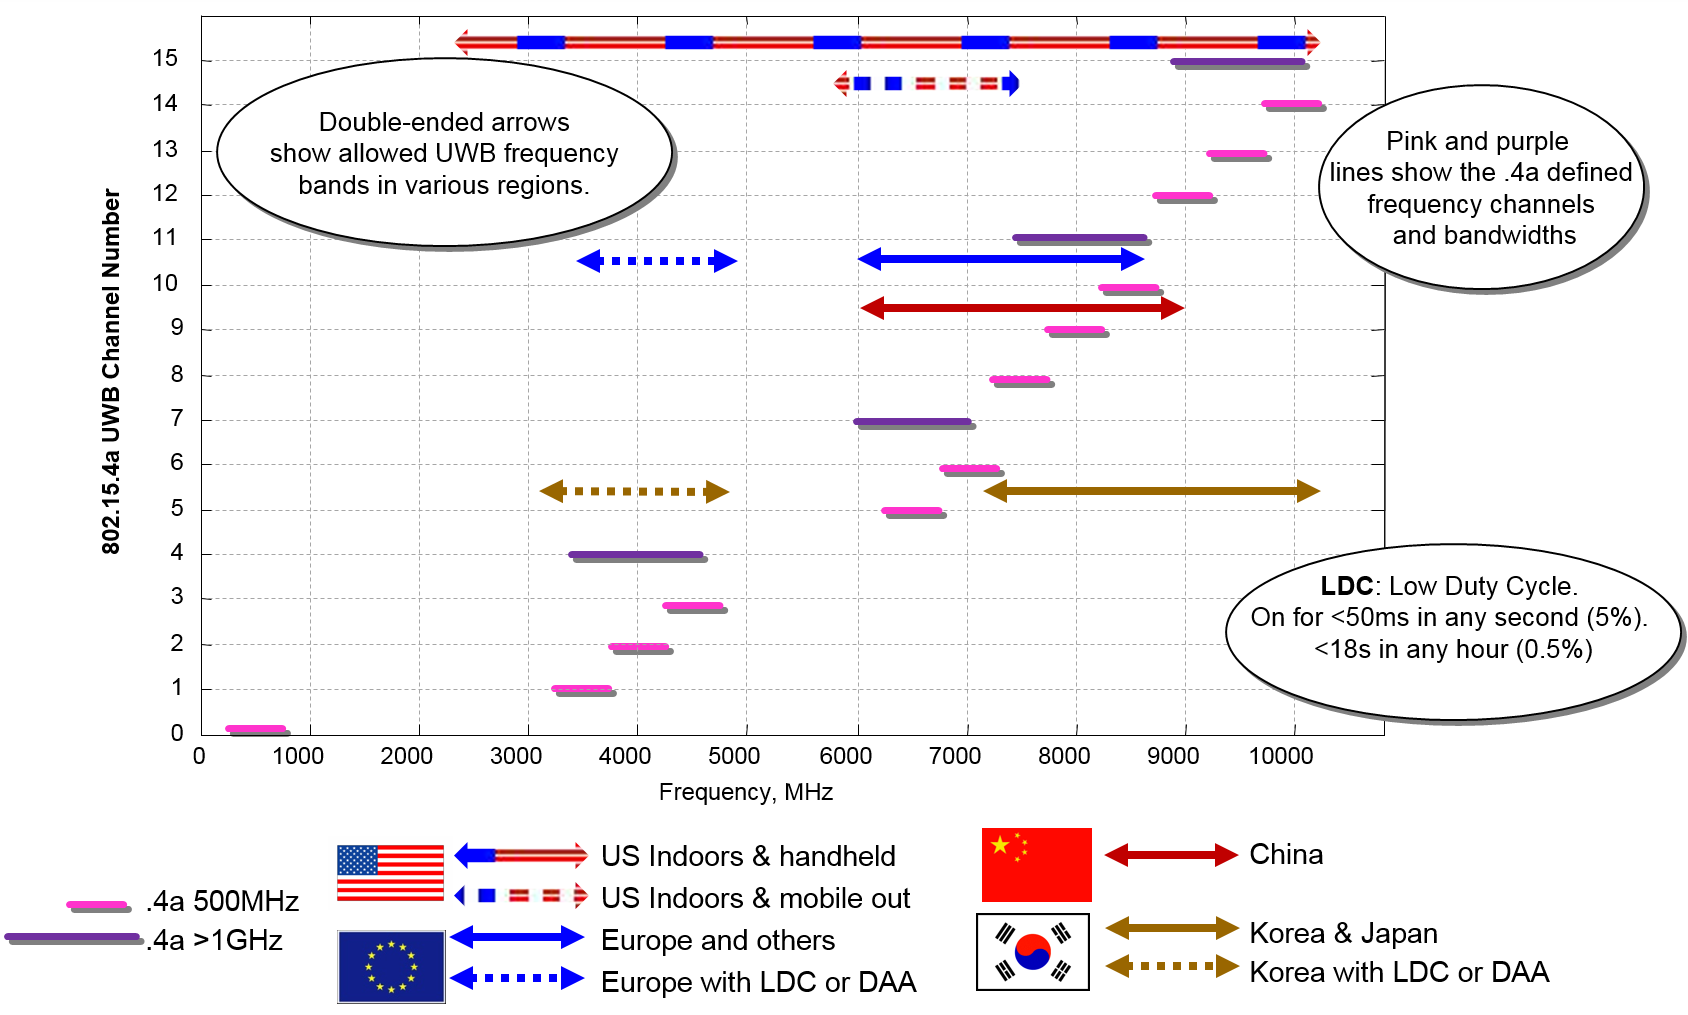 15
14
13
12
11
10
9
8
7
6
5
4
3
2
1
0
802.15.4a UWB Channel Number
Double-ended arrows
show allowed UWB frequency
bands in various regions.
Pink and purple
lines show the .4a defined
frequency channels
and bandwidths
LDC: Low Duty Cycle.
On for <50ms in any second (5%).
<18s in any hour (0.5%)
0 1000 2000 3000 4000 5000 6000 7000 8000 9000 10000
Frequency, MHz
.4a 500MHz
.4a >1GHz
US Indoors & handheld
US Indoors & mobile out
Europe and others
Europe with LDC or DAA
China
Korea & Japan
Korea with LDC or DAA